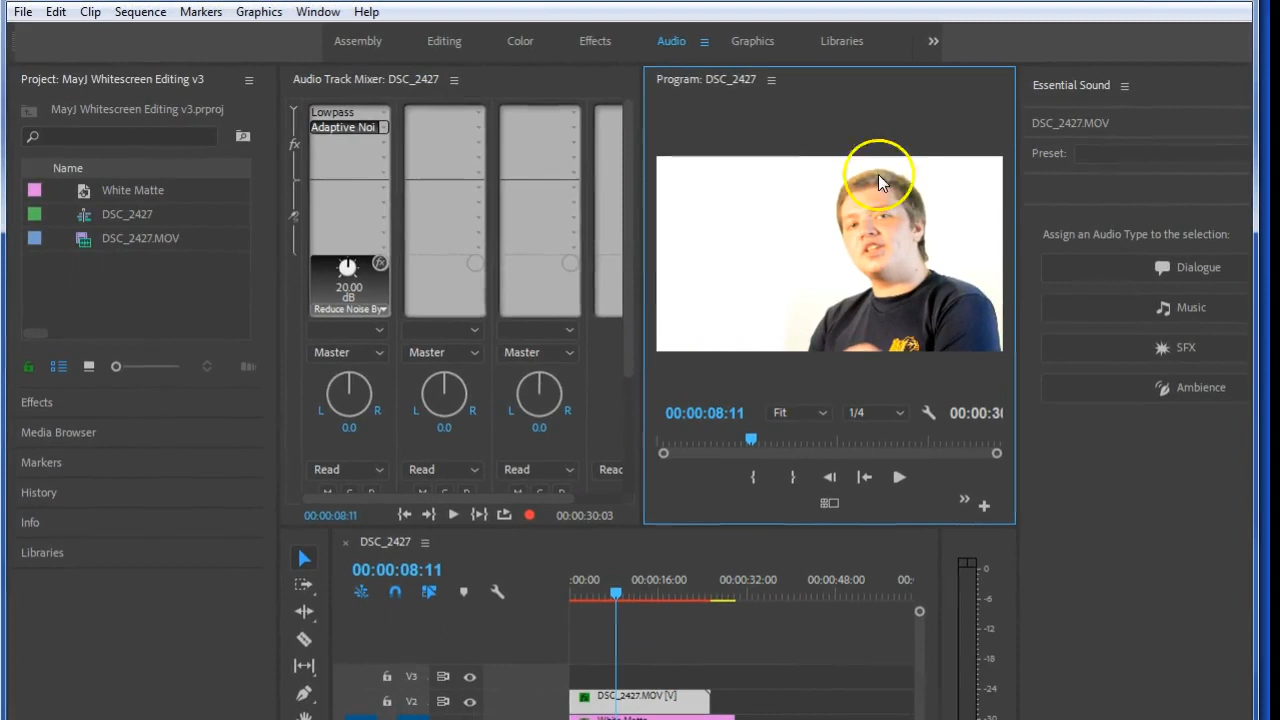 File Edit Clip Sequence Markers Graphics Window Help
Assembly Editing Color Effects Audio Graphics Libraries
Project: MayJ Whitescreen Editing v3
MayJ Whitescreen Editing v3.prproj
Name
White Matte
DSC_2427
DSC_2427.MOV
Effects
Media Browser
Markers
History
Info
Libraries
Audio Track Mixer: DSC_2427
Lowpass
Adaptive Noi
fx
20.00
dB
Reduce Noise By
Master Master Master
L R L R L R
0.0 0.0 0.0
Read Read Read Read
00:00:08:11 00:00:30:03
Program: DSC_2427
00:00:08:11 Fit 1/4 00:00:30
Essential Sound
DSC_2427.MOV
Preset:
Assign an Audio Type to the selection:
Dialogue
Music
SFX
Ambience
DSC_2427
00:00:08:11
:00:00 00:00:16:00 00:00:32:00 00:00:48:00 00:
V3
V2
DSC_2427.MOV [V]
White Matte
0
-6
-12
-18
-24
-30